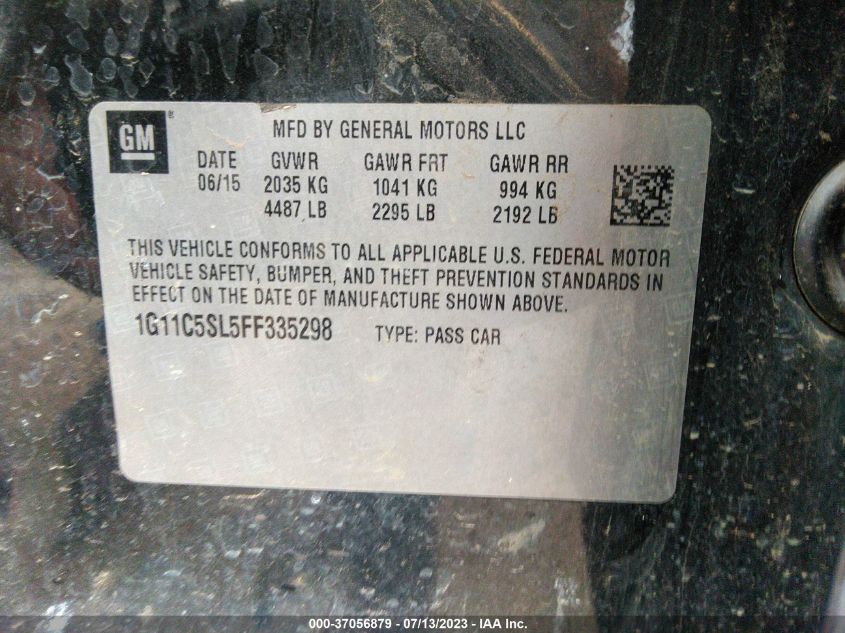 GM®
MFD BY GENERAL MOTORS LLC
DATE GVWR GAWR FRT GAWR RR
06/15 2035 KG 1041 KG 994 KG
4487 LB 2295 LB 2192 LB
THIS VEHICLE CONFORMS TO ALL APPLICABLE U.S. FEDERAL MOTOR
VEHICLE SAFETY, BUMPER, AND THEFT PREVENTION STANDARDS IN
EFFECT ON THE DATE OF MANUFACTURE SHOWN ABOVE.
1G11C5SL5FF335298 TYPE: PASS CAR
000-37056879 - 07/13/2023 - IAA Inc.